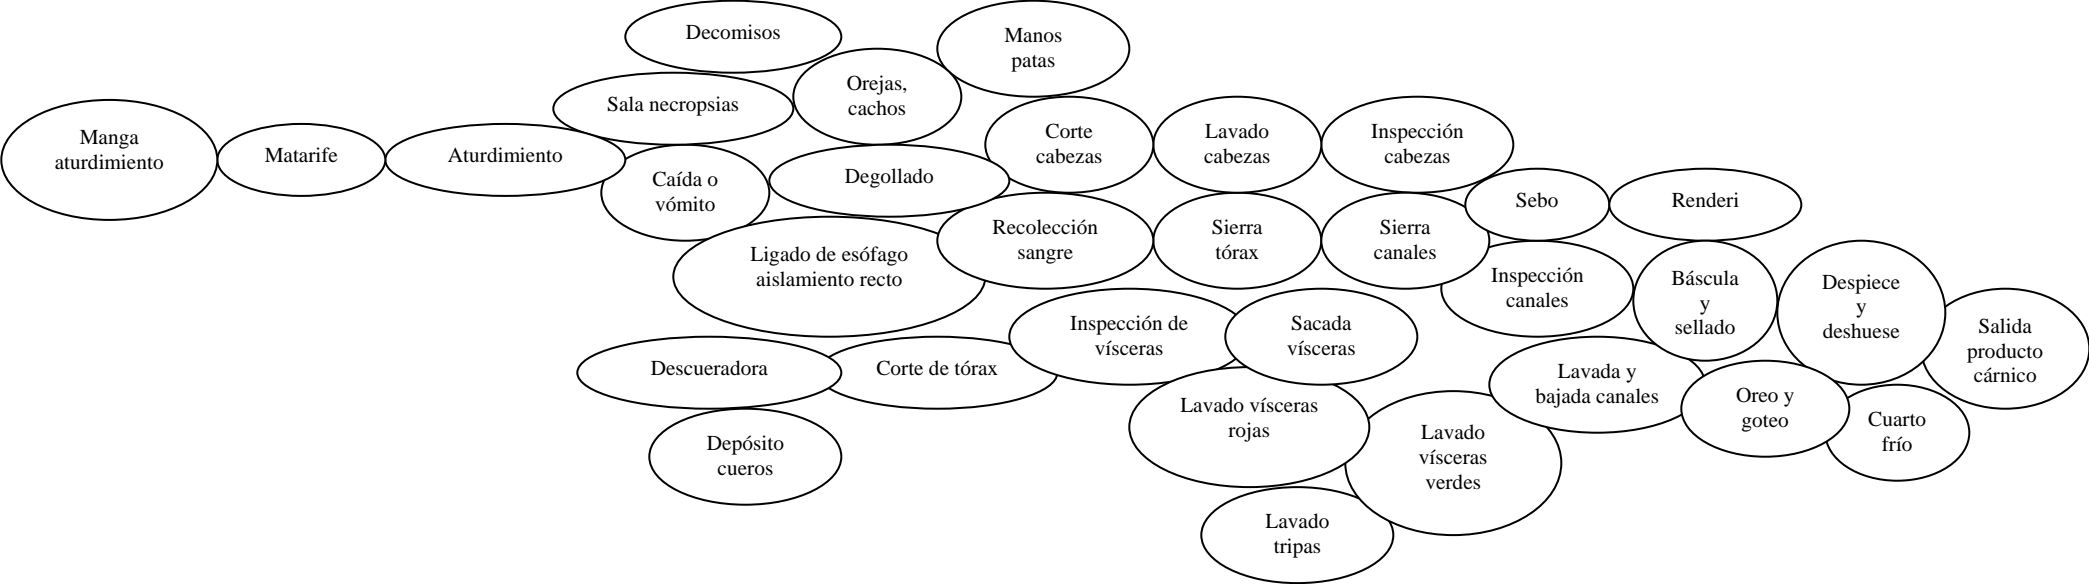 Decomisos
Manos
patas
Orejas,
cachos
Sala necropsias
Manga
aturdimiento
Matarife
Aturdimiento
Corte
cabezas
Lavado
cabezas
Inspección
cabezas
Caída o
vómito
Degollado
Sebo
Renderi
Ligado de esófago
aislamiento recto
Recolección
sangre
Sierra
tórax
Sierra
canales
Inspección
canales
Báscula
y
sellado
Despiece
y
deshuese
Salida
producto
cárnico
Inspección de
vísceras
Sacada
vísceras
Descueradora
Corte de tórax
Lavada y
bajada canales
Oreo y
goteo
Cuarto
frío
Lavado vísceras
rojas
Lavado
vísceras
verdes
Depósito
cueros
Lavado
tripas